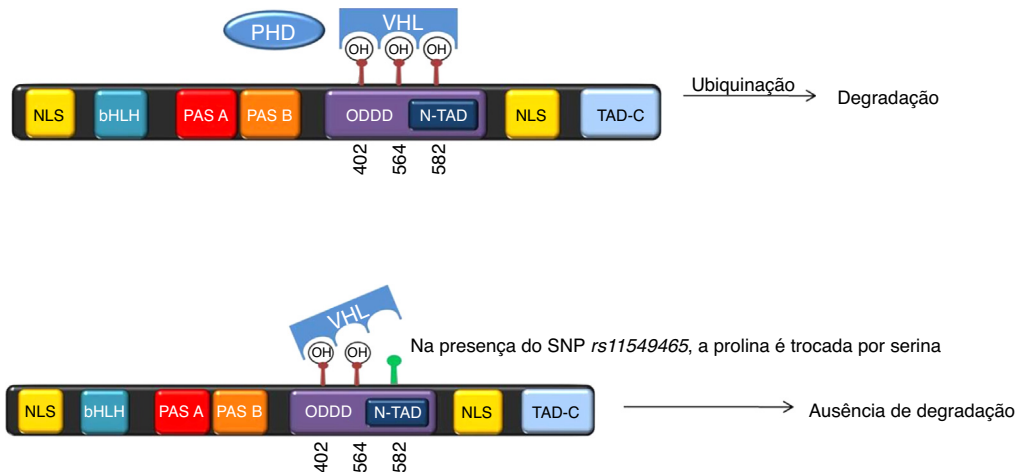 PHD
VHL
OH OH OH
NLS bHLH PAS A PAS B ODDD N-TAD NLS TAD-C
402 564 582
Ubiquinação
Degradação
VHL
OH OH
Na presença do SNP rs11549465, a prolina é trocada por serina
NLS bHLH PAS A PAS B ODDD N-TAD NLS TAD-C
402 564 582
Ausência de degradação